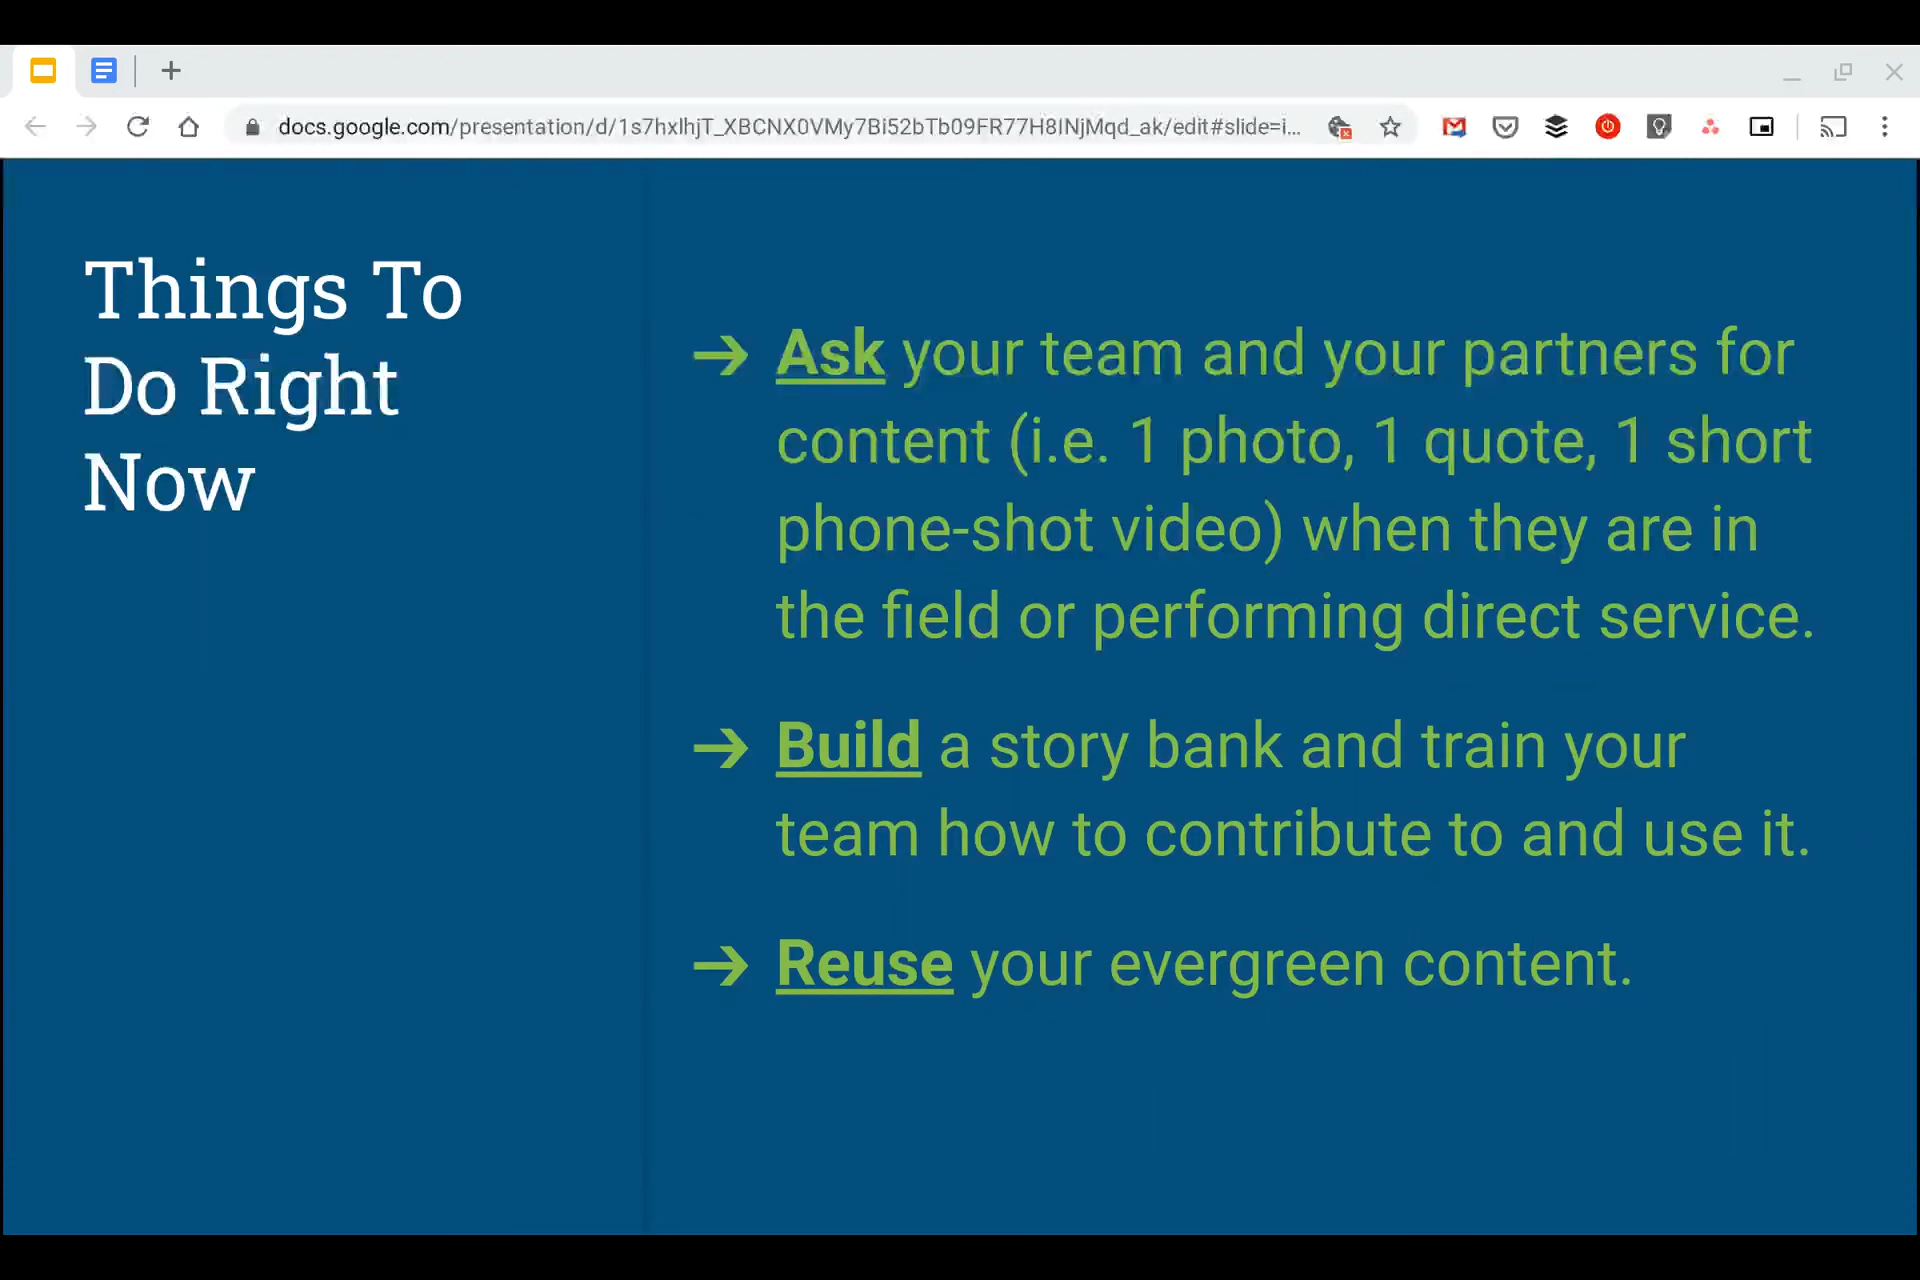 docs.google.com/presentation/d/1s7hxlhjT_XBCNX0VMy7Bi52bTb09FR77H8INjMqd_ak/edit#slide=i...
Things To
Do Right
Now
➔ Ask your team and your partners for
content (i.e. 1 photo, 1 quote, 1 short
phone-shot video) when they are in
the field or performing direct service.
➔ Build a story bank and train your
team how to contribute to and use it.
➔ Reuse your evergreen content.